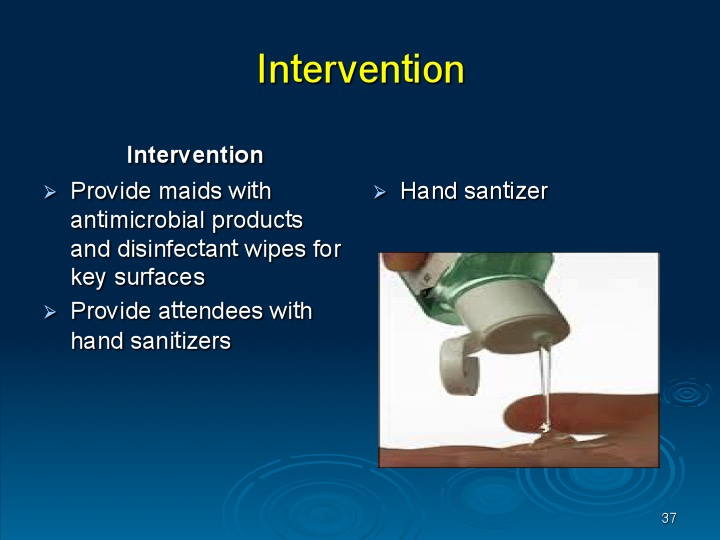 Intervention
Intervention
Provide maids with
antimicrobial products
and disinfectant wipes for
key surfaces
Provide attendees with
hand sanitizers
Hand santizer
37